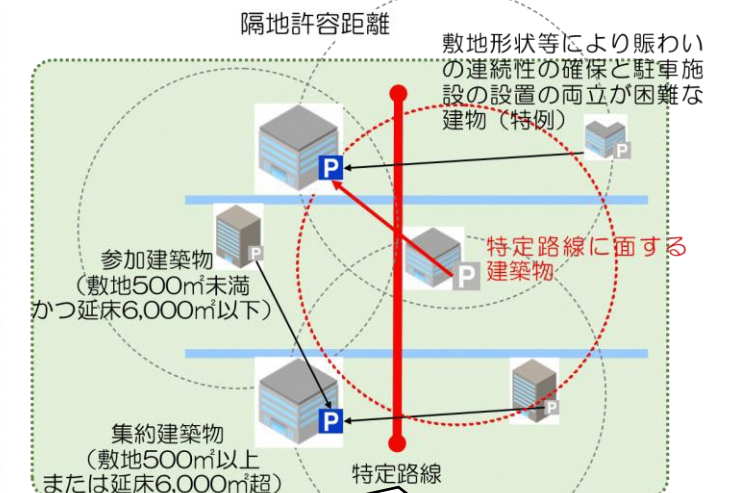 隔地許容距離
敷地形状等により賑わい
の連続性の確保と駐車施
設の設置の両立が困難な
建物（特例）
P
P
P
参加建築物
（敷地500㎡未満
かつ延床6,000㎡以下）
特定路線に面する
建築物
P
P
P
集約建築物
（敷地500㎡以上
または延床6,000㎡超）
特定路線